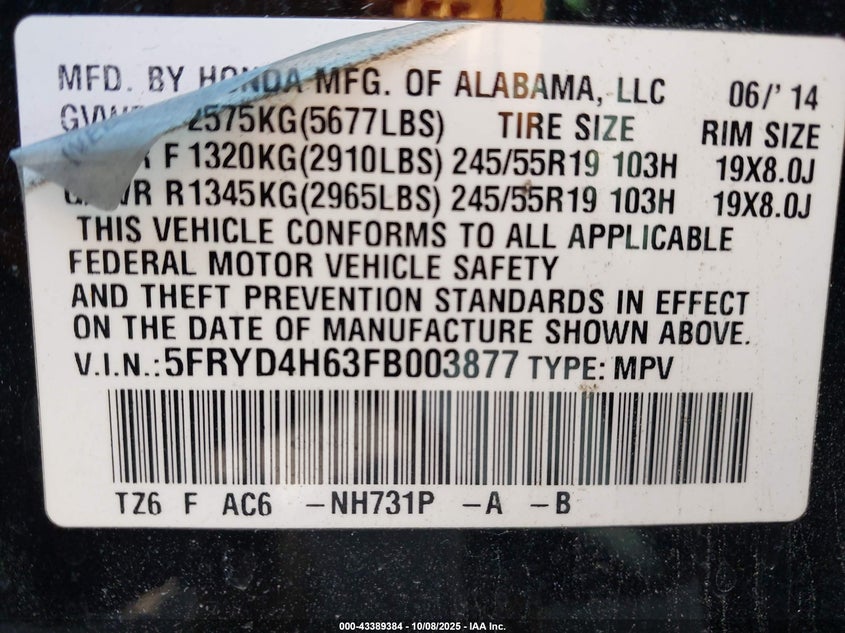 MFD. BY HONDA MFG. OF ALABAMA, LLC 06/'14
2575KG(5677LBS) TIRE SIZE RIM SIZE
F 1320KG(2910LBS) 245/55R19 103H 19X8.0J
R1345KG(2965LBS) 245/55R19 103H 19X8.0J
THIS VEHICLE CONFORMS TO ALL APPLICABLE
FEDERAL MOTOR VEHICLE SAFETY
AND THEFT PREVENTION STANDARDS IN EFFECT
ON THE DATE OF MANUFACTURE SHOWN ABOVE.
V.I.N.:5FRYD4H63FB003877 TYPE: MPV
TZ6 F AC6 -NH731P -A -B
000-43389384 - 10/08/2025 - IAA Inc.